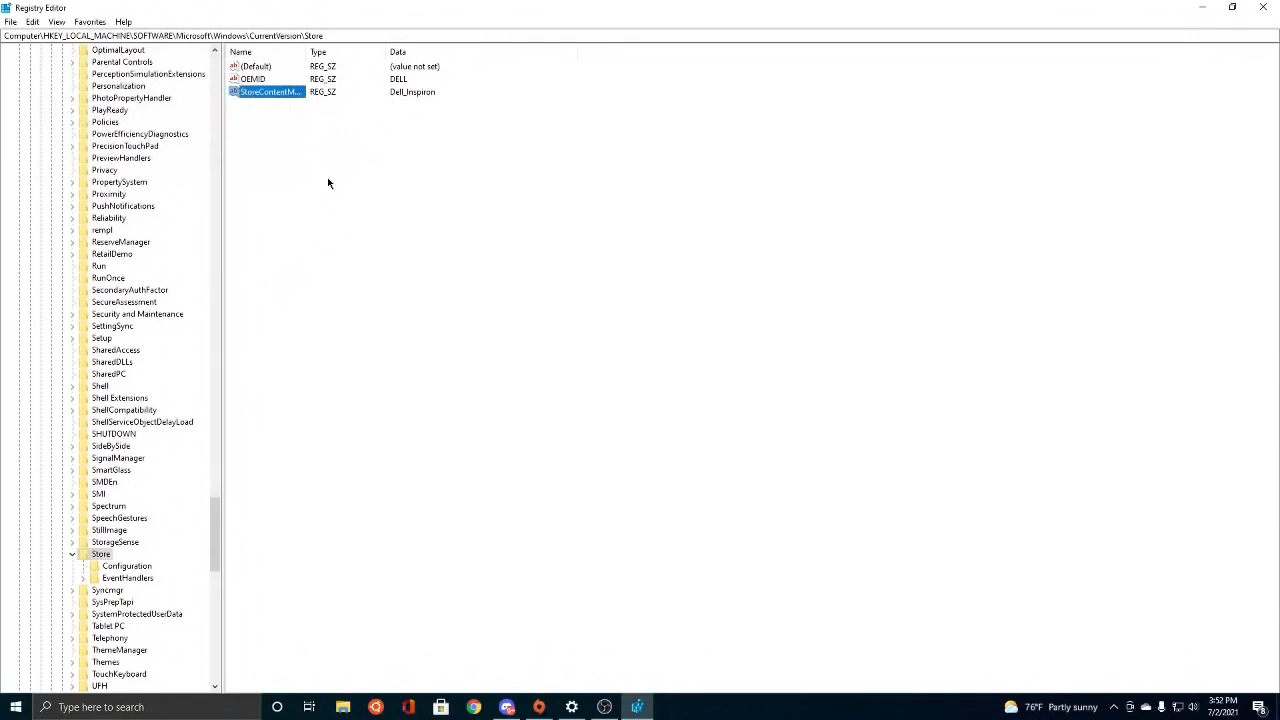 Registry Editor
File Edit View Favorites Help
Computer\HKEY_LOCAL_MACHINE\SOFTWARE\Microsoft\Windows\CurrentVersion\Store
OptimalLayout
Parental Controls
PerceptionSimulationExtensions
Personalization
PhotoPropertyHandler
PlayReady
Policies
PowerEfficiencyDiagnostics
PrecisionTouchPad
PreviewHandlers
Privacy
PropertySystem
Proximity
PushNotifications
Reliability
rempl
ReserveManager
RetailDemo
Run
RunOnce
SecondaryAuthFactor
SecureAssessment
Security and Maintenance
SettingSync
Setup
SharedAccess
SharedDLLs
SharedPC
Shell
Shell Extensions
ShellCompatibility
ShellServiceObjectDelayLoad
SHUTDOWN
SideBySide
SignalManager
SmartGlass
SMDEn
SMI
Spectrum
SpeechGestures
StillImage
StorageSense
Store
Configuration
EventHandlers
Syncmgr
SysPrepTapi
SystemProtectedUserData
Tablet PC
Telephony
ThemeManager
Themes
TouchKeyboard
UFH
Name Type Data
(Default) REG_SZ (value not set)
OEMID REG_SZ DELL
StoreContentM... REG_SZ Dell_Inspiron
Type here to search
76°F Partly sunny
3:52 PM
7/2/2021
8